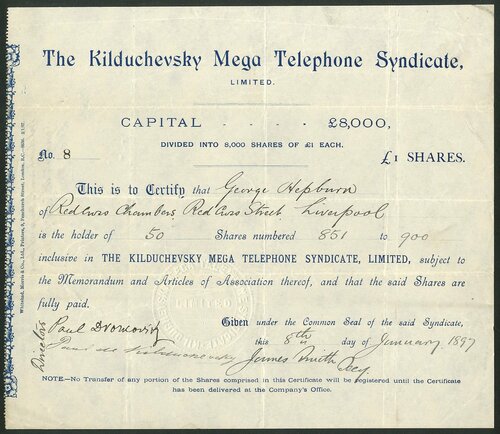 The Kilduchevsky Mega Telephone Syndicate,
LIMITED.
CAPITAL - - - £8,000,
DIVIDED INTO 8,000 SHARES OF £1 EACH.
No. 8 £1 SHARES.
This is to Certify, that George Hepburn
of Red Cross Chambers, Red Cross Street, Liverpool
is the holder of 50 Shares numbered 851 to 900
inclusive in THE KILDUCHEVSKY MEGA TELEPHONE SYNDICATE, LIMITED, subject to
the Memorandum and Articles of Association thereof, and that the said Shares are
fully paid.
Given under the Common Seal of the said Syndicate,
this 8th day of January 1897
Director
Paul
James Smith Secy.
NOTE.—No Transfer of any portion of the Shares comprised in this Certificate will be registered until the Certificate
has been delivered at the Company's Office.
LIMITED
Printers, 9, Fenchurch Street, London, E.C.